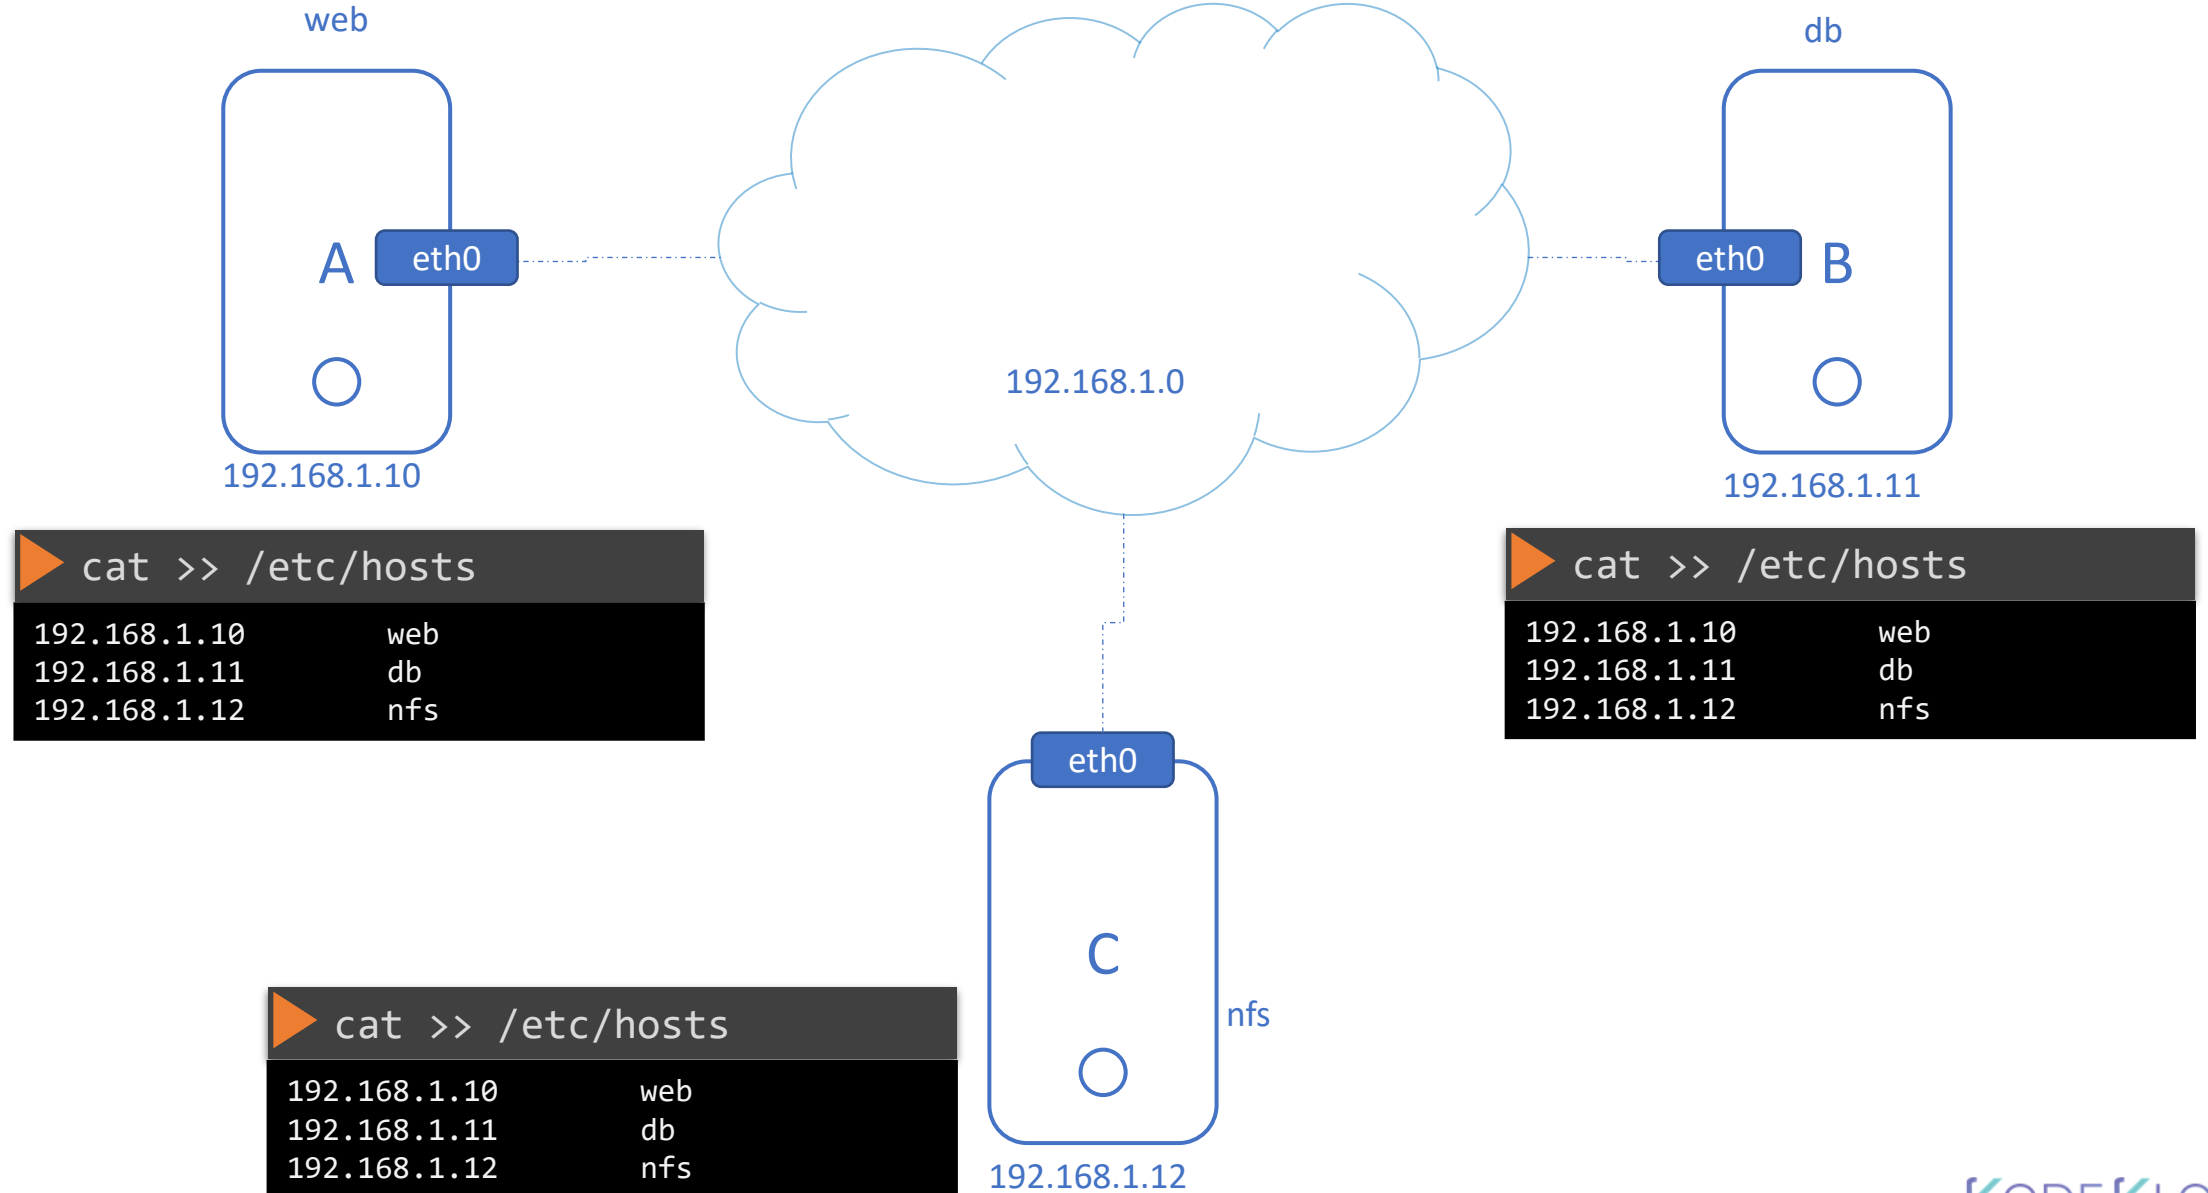 web
db
A
eth0
eth0
B
192.168.1.0
192.168.1.10
192.168.1.11
cat >> /etc/hosts
192.168.1.10 web
192.168.1.11 db
192.168.1.12 nfs
cat >> /etc/hosts
192.168.1.10 web
192.168.1.11 db
192.168.1.12 nfs
eth0
C
nfs
192.168.1.12
cat >> /etc/hosts
192.168.1.10 web
192.168.1.11 db
192.168.1.12 nfs